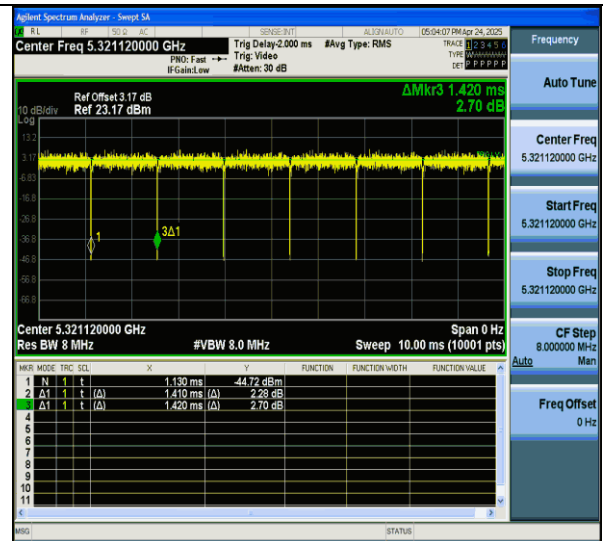 Agilent Spectrum Analyzer - Swept SA
RL RF 50 Ω AC SENSE:INT ALIGNAUTO 05:04:07 PM Apr 24, 2025
Center Freq 5.321120000 GHz Trig Delay-2.000 ms #Avg Type: RMS TRACE 1 2 3 4 5 6
PNO: Fast Trig: Video TYPE
IFGain:Low #Atten: 30 dB DET P P P P P P
Ref Offset 3.17 dB ΔMkr3 1.420 ms
10 dB/div Ref 23.17 dBm 2.70 dB
Log
13.2
3.17
-6.83
-16.8
-26.8
-36.8
-46.8
-56.8
-66.8
1
3Δ1
Center 5.321120000 GHz Span 0 Hz
Res BW 8 MHz #VBW 8.0 MHz Sweep 10.00 ms (10001 pts)
MKR MODE TRC SCL X Y FUNCTION FUNCTION WIDTH FUNCTION VALUE
1 N 1 t 1.130 ms -44.72 dBm
2 Δ1 1 t (Δ) 1.410 ms (Δ) 2.28 dB
3 Δ1 1 t (Δ) 1.420 ms (Δ) 2.70 dB
4
5
6
7
8
9
10
11
MSG STATUS
Frequency
Auto Tune
Center Freq
5.321120000 GHz
Start Freq
5.321120000 GHz
Stop Freq
5.321120000 GHz
CF Step
8.000000 MHz
Auto Man
Freq Offset
0 Hz